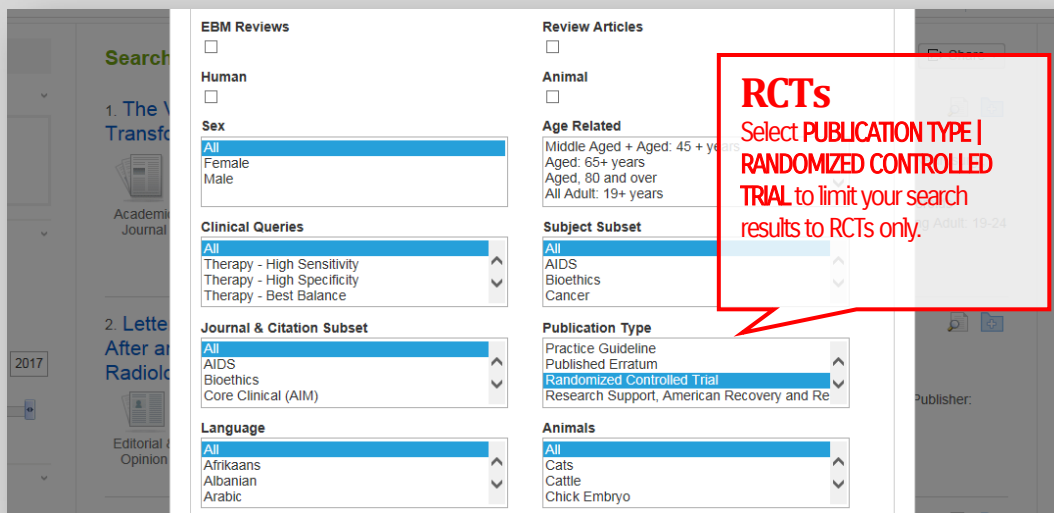 EBM Reviews
Review Articles
Search
Share
Human
Animal
1. The
Transfo
Academi
Journal
Sex
All
Female
Male
Age Related
Middle Aged + Aged: 45 + years
Aged: 65+ years
Aged, 80 and over
All Adult: 19+ years
RCTs
Select PUBLICATION TYPE |
RANDOMIZED CONTROLLED
TRIAL to limit your search
results to RCTs only.
g Adult: 19-24
Clinical Queries
All
Therapy - High Sensitivity
Therapy - High Specificity
Therapy - Best Balance
Subject Subset
All
AIDS
Bioethics
Cancer
2. Lette
After an
Radiolo
2017
Editorial &
Opinion
Publisher:
Journal & Citation Subset
All
AIDS
Bioethics
Core Clinical (AIM)
Publication Type
Practice Guideline
Published Erratum
Randomized Controlled Trial
Research Support, American Recovery and Re
Language
All
Afrikaans
Albanian
Arabic
Animals
All
Cats
Cattle
Chick Embryo